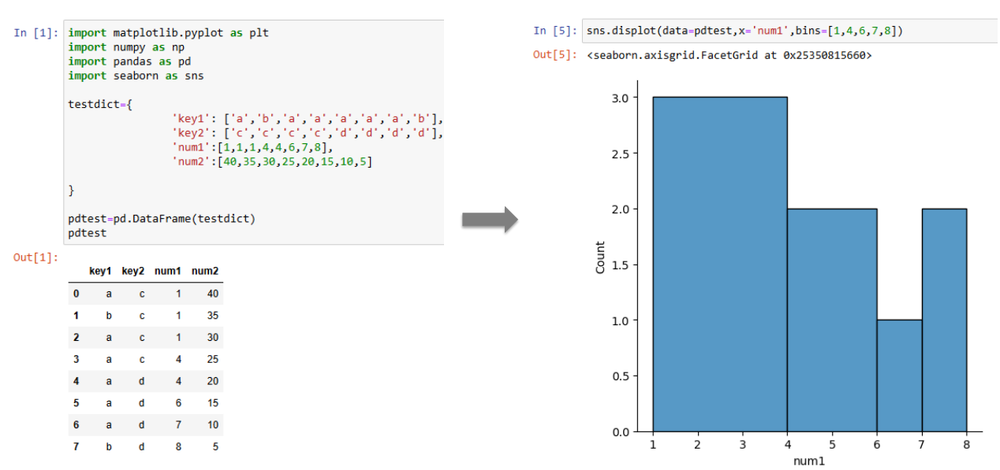 In [1]: import matplotlib.pyplot as plt
import numpy as np
import pandas as pd
import seaborn as sns
testdict={
'key1': ['a','b','a','a','a','a','a','b'],
'key2': ['c','c','c','c','d','d','d','d'],
'num1':[1,1,1,4,4,6,7,8],
'num2':[40,35,30,25,20,15,10,5]
}
pdtest=pd.DataFrame(testdict)
pdtest
Out[1]:
key1 key2 num1 num2
0 a c 1 40
1 b c 1 35
2 a c 1 30
3 a c 4 25
4 a d 4 20
5 a d 6 15
6 a d 7 10
7 b d 8 5
In [5]: sns.displot(data=pdtest,x='num1',bins=[1,4,6,7,8])
Out[5]: <seaborn.axisgrid.FacetGrid at 0x25350815660>
3.0
2.5
2.0
1.5
1.0
0.5
0.0
Count
1 2 3 4 5 6 7 8
num1